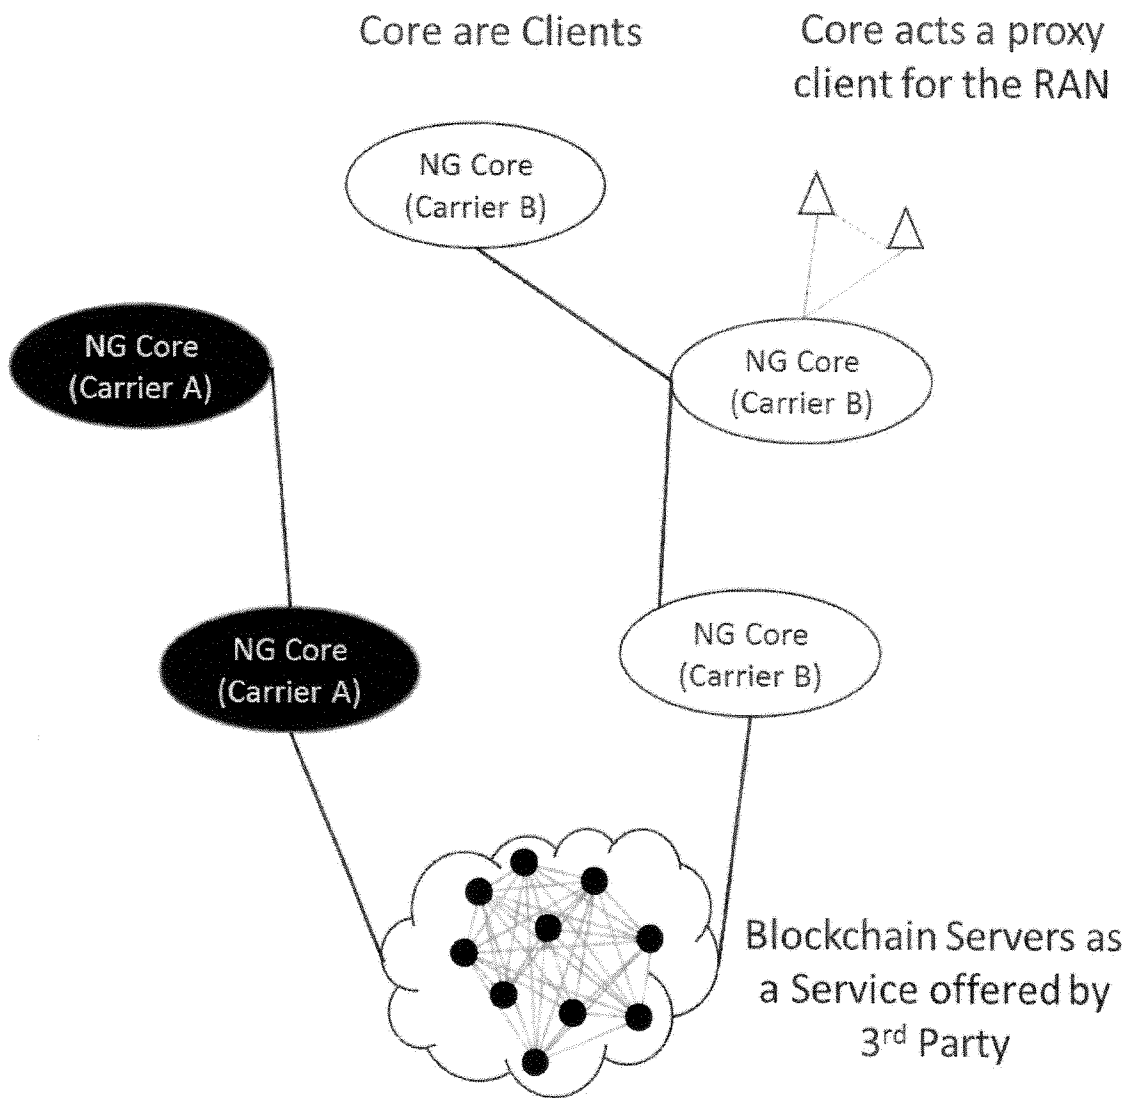 Core are Clients
Core acts a proxy
client for the RAN
NG Core
(Carrier B)
NG Core
(Carrier A)
NG Core
(Carrier B)
NG Core
(Carrier A)
NG Core
(Carrier B)
Blockchain Servers as
a Service offered by
3rd Party